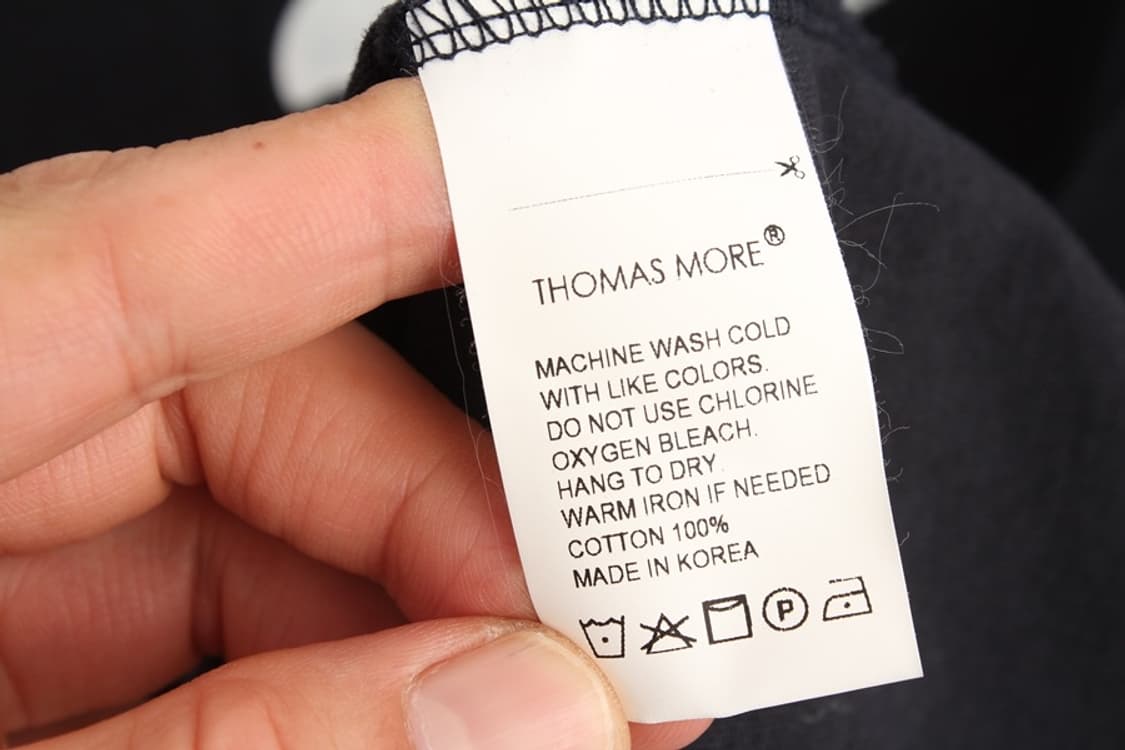 THOMAS MORE®
MACHINE WASH COLD
WITH LIKE COLORS.
DO NOT USE CHLORINE
OXYGEN BLEACH.
HANG TO DRY.
WARM IRON IF NEEDED
COTTON 100%
MADE IN KOREA
P